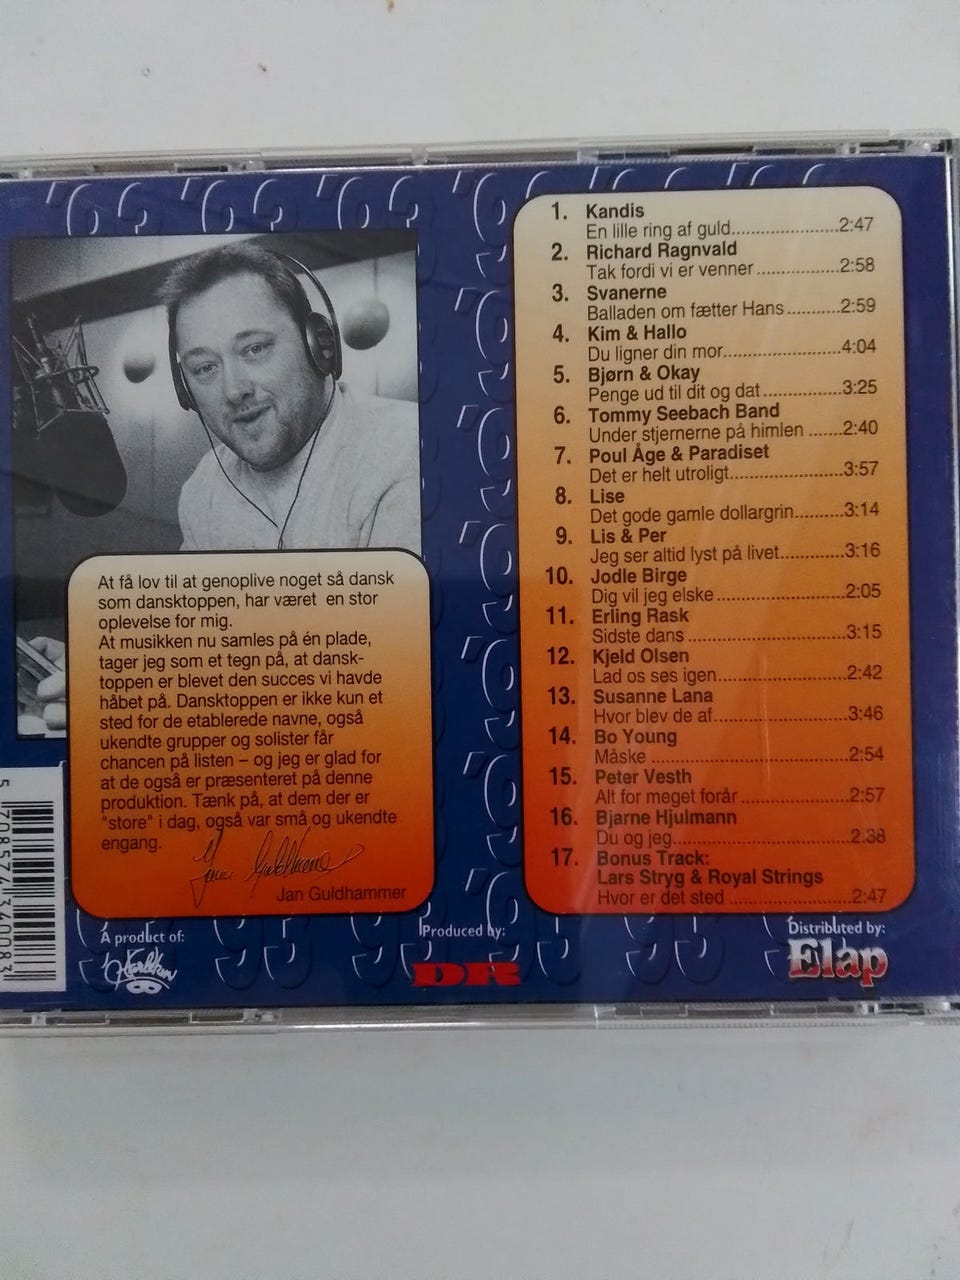 '93 '93 '93
At få lov til at genoplive noget så dansk
som dansktoppen, har været en stor
oplevelse for mig.
At musikken nu samles på én plade,
tager jeg som et tegn på, at dansk-
toppen er blevet den succes vi havde
håbet på. Dansktoppen er ikke kun et
sted for de etablerede navne, også
ukendte grupper og solister får
chancen på listen – og jeg er glad for
at de også er præsenteret på denne
produktion. Tænk på, at dem der er
"store" i dag, også var små og ukendte
engang.
Jan Guldhammer
1. Kandis
En lille ring af guld.......................2:47
2. Richard Ragnvald
Tak fordi vi er venner .................2:58
3. Svanerne
Balladen om fætter Hans...........2:59
4. Kim & Hallo
Du ligner din mor.........................4:04
5. Bjørn & Okay
Penge ud til dit og dat.................3:25
6. Tommy Seebach Band
Under stjernerne på himlen .......2:40
7. Poul Åge & Paradiset
Det er helt utroligt........................3:57
8. Lise
Det gode gamle dollargrin..........3:14
9. Lis & Per
Jeg ser altid lyst på livet.............3:16
10. Jodle Birge
Dig vil jeg elske ..........................2:05
11. Erling Rask
Sidste dans ................................3:15
12. Kjeld Olsen
Lad os ses igen..........................2:42
13. Susanne Lana
Hvor blev de af...........................3:46
14. Bo Young
Måske ........................................2:54
15. Peter Vesth
Alt for meget forår ......................2:57
16. Bjarne Hjulmann
Du og jeg....................................2:38
17. Bonus Track:
Lars Stryg & Royal Strings
Hvor er det sted .........................2:47
5 708574 340083
A product of:
Produced by:
DR
Distributed by:
Elap